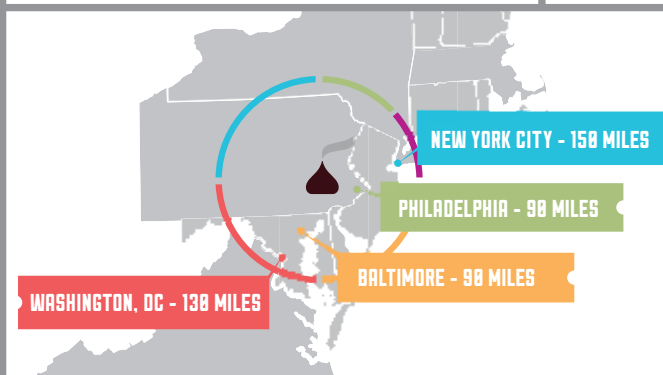 NEW YORK CITY - 150 MILES
PHILADELPHIA - 90 MILES
BALTIMORE - 90 MILES
WASHINGTON, DC - 130 MILES